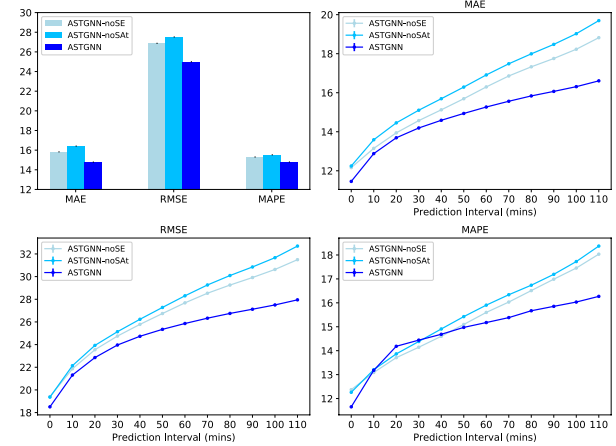 30
28
26
24
22
20
18
16
14
12
ASTGNN-noSE
ASTGNN-noSAt
ASTGNN
MAE RMSE MAPE
MAE
20
18
16
14
12
ASTGNN-noSE
ASTGNN-noSAt
ASTGNN
0 10 20 30 40 50 60 70 80 90 100 110
Prediction Interval (mins)
RMSE
32
30
28
26
24
22
20
18
ASTGNN-noSE
ASTGNN-noSAt
ASTGNN
0 10 20 30 40 50 60 70 80 90 100 110
Prediction Interval (mins)
MAPE
18
17
16
15
14
13
12
ASTGNN-noSE
ASTGNN-noSAt
ASTGNN
0 10 20 30 40 50 60 70 80 90 100 110
Prediction Interval (mins)